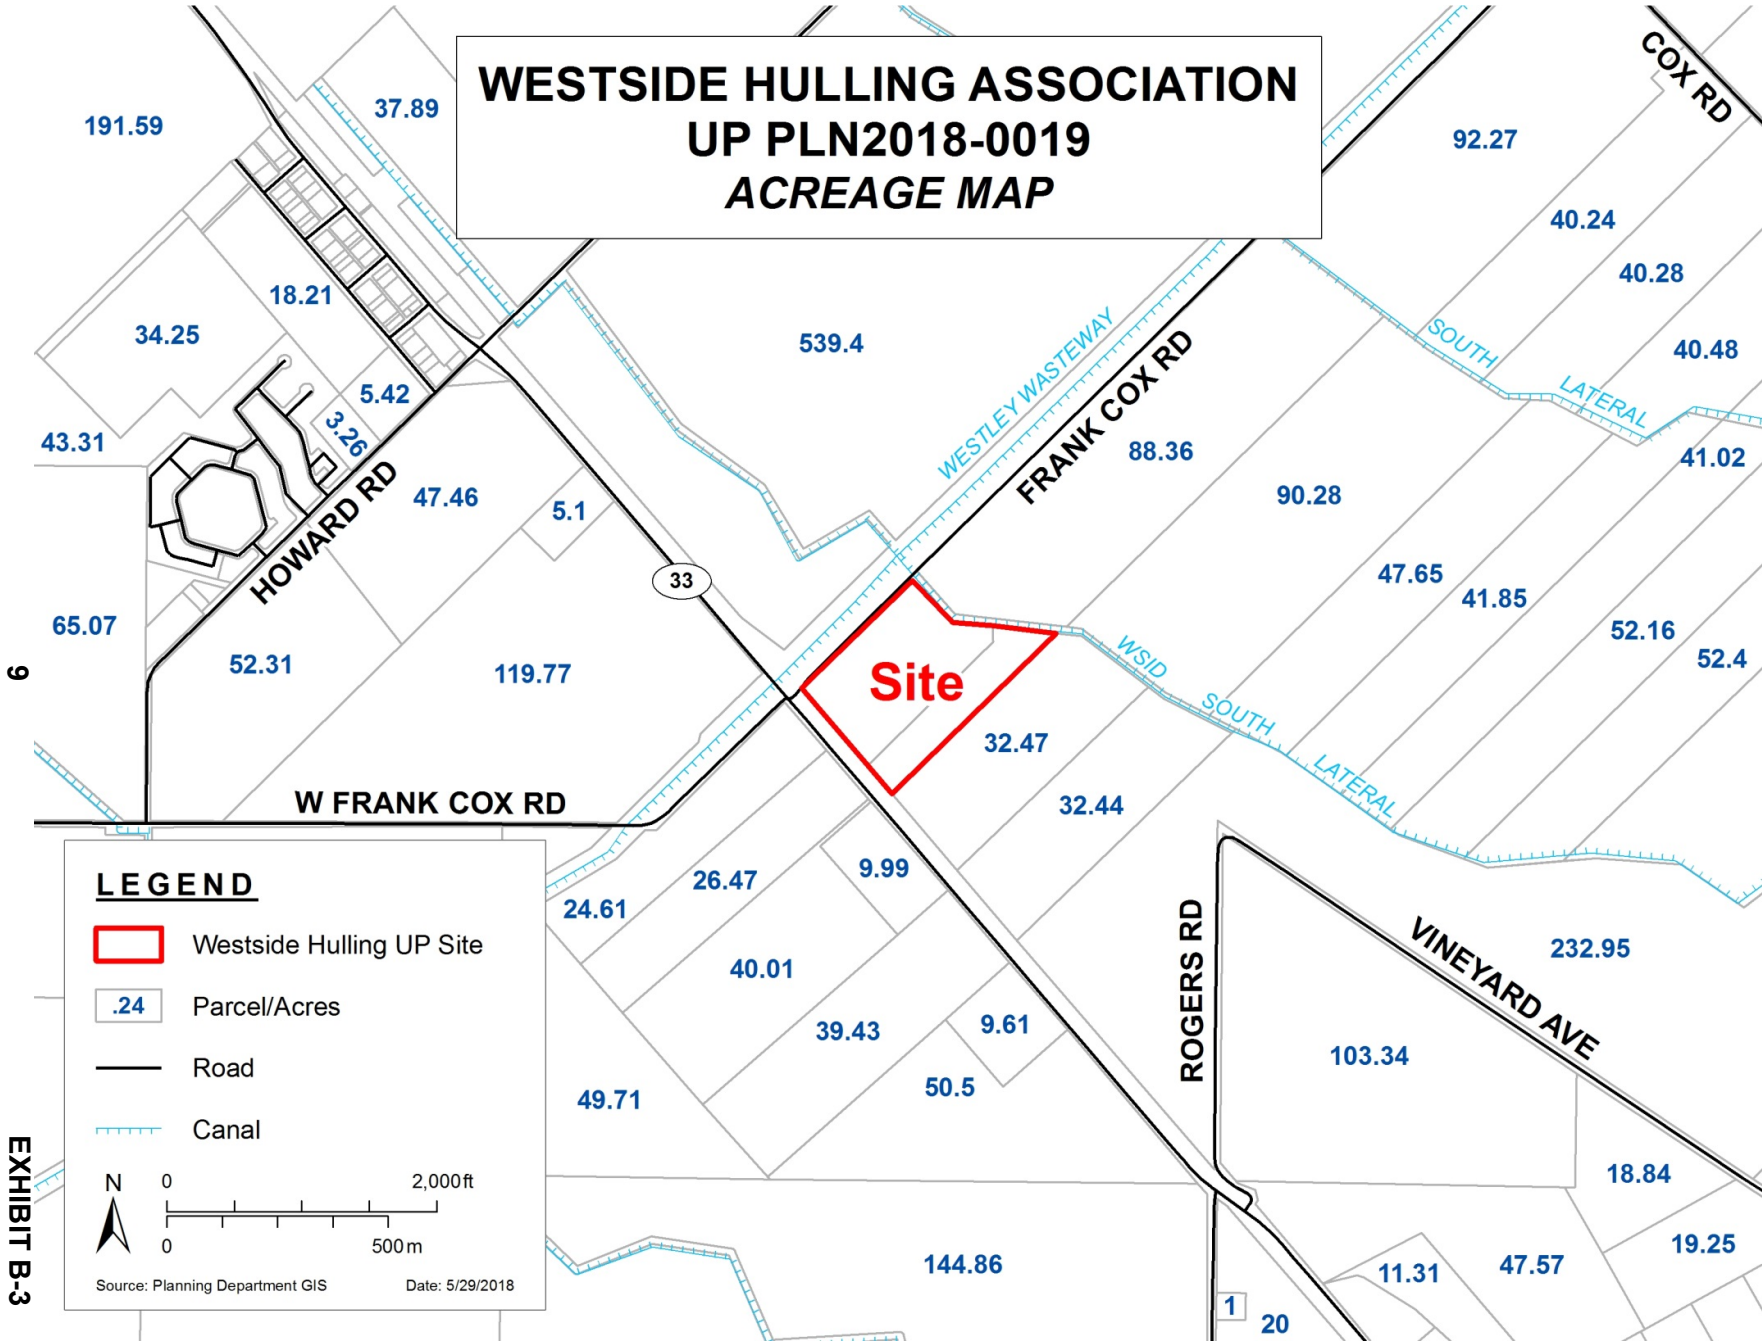 WESTSIDE HULLING ASSOCIATION
UP PLN2018-0019
ACREAGE MAP
COX RD
191.59
37.89
92.27
40.24
40.28
40.48
18.21
34.25
539.4
WESTLEY WASTEWAY
FRANK COX RD
SOUTH
LATERAL
5.42
3.26
43.31
41.02
88.36
90.28
47.46
5.1
HOWARD RD
33
47.65
41.85
52.16
52.4
65.07
52.31
119.77
Site
WSID
SOUTH
LATERAL
32.47
32.44
W FRANK COX RD
26.47
9.99
24.61
40.01
39.43
9.61
50.5
49.71
ROGERS RD
VINEYARD AVE
232.95
103.34
18.84
19.25
47.57
11.31
144.86
1
20
LEGEND
Westside Hulling UP Site
.24 Parcel/Acres
Road
Canal
N
0 2,000 ft
0 500 m
Source: Planning Department GIS Date: 5/29/2018
9
EXHIBIT B-3